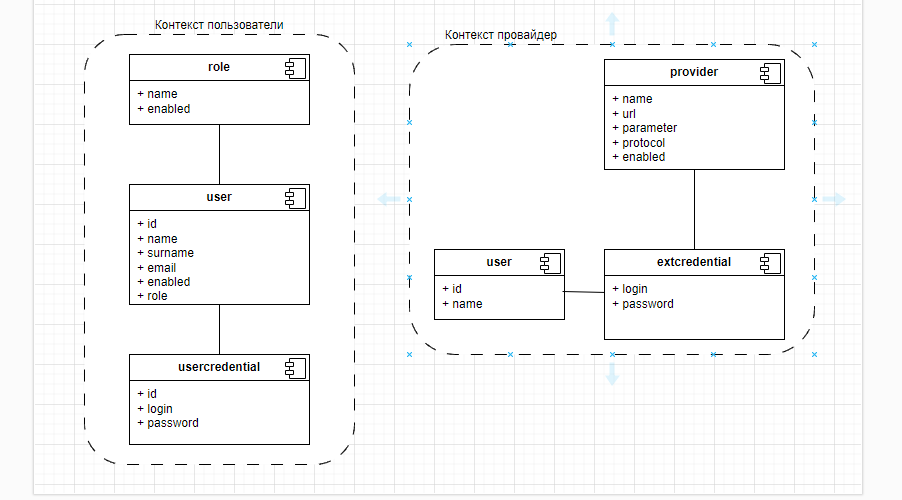 Контекст пользователи
role
+ name
+ enabled
user
+ id
+ name
+ surname
+ email
+ enabled
+ role
usercredential
+ id
+ login
+ password
Контекст провайдер
provider
+ name
+ url
+ parameter
+ protocol
+ enabled
user
+ id
+ name
extcredential
+ login
+ password